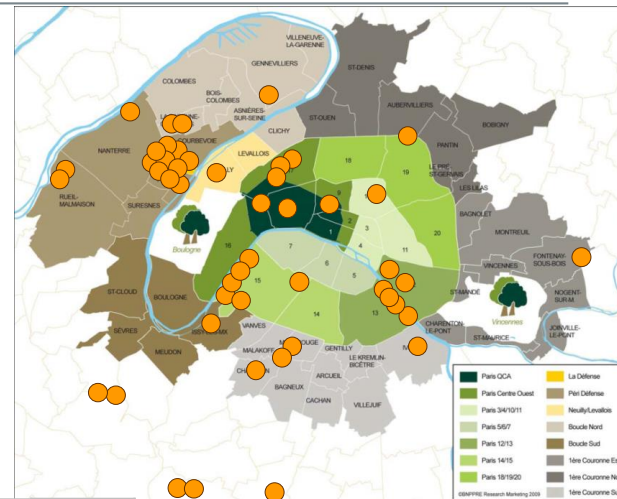 VILLENEUVE-
LA-GARENNE
GENNEVILLIERS
ST-DENIS
COLOMBES
BOIS-
COLOMBES
ASNIÈRES-
SUR-SEINE
AUBERVILLIERS
BOBIGNY
ST-OUEN
CLICHY
PANTIN
NANTERRE
COURBEVOIE
LEVALLOIS
18
19
LE PRÉ-
ST-GERVAIS
LES LILAS
RUEIL-
MALMAISON
SURESNES
9
2
3
1
4
11
20
BAGNOLET
MONTREUIL
Boulogne
16
7
6
5
VINCENNES
FONTENAY-
SOUS-BOIS
ST-CLOUD
BOULOGNE
15
14
13
ST-MANDÉ
Vincennes
NOGENT-
SUR-M.
SÈVRES
MEUDON
VANVES
MALAKOFF
GENTILLY
LE KREMLIN-
BICÊTRE
CHARENTON
LE-PONT
ST-MAURICE
JOINVILLE-
LE-PONT
ARCUEIL
BAGNEUX
CACHAN
VILLEJUIF
Paris QCA
La Défense
Paris Centre Ouest
Péri Défense
Paris 3/4/10/11
Neuilly/Levallois
Paris 5/6/7
Boucle Nord
Paris 12/13
Boucle Sud
Paris 14/15
1ère Couronne
Paris 18/19/20
1ère Couronne
©BNPPRE Research Marketing 2009
1ère Couronne